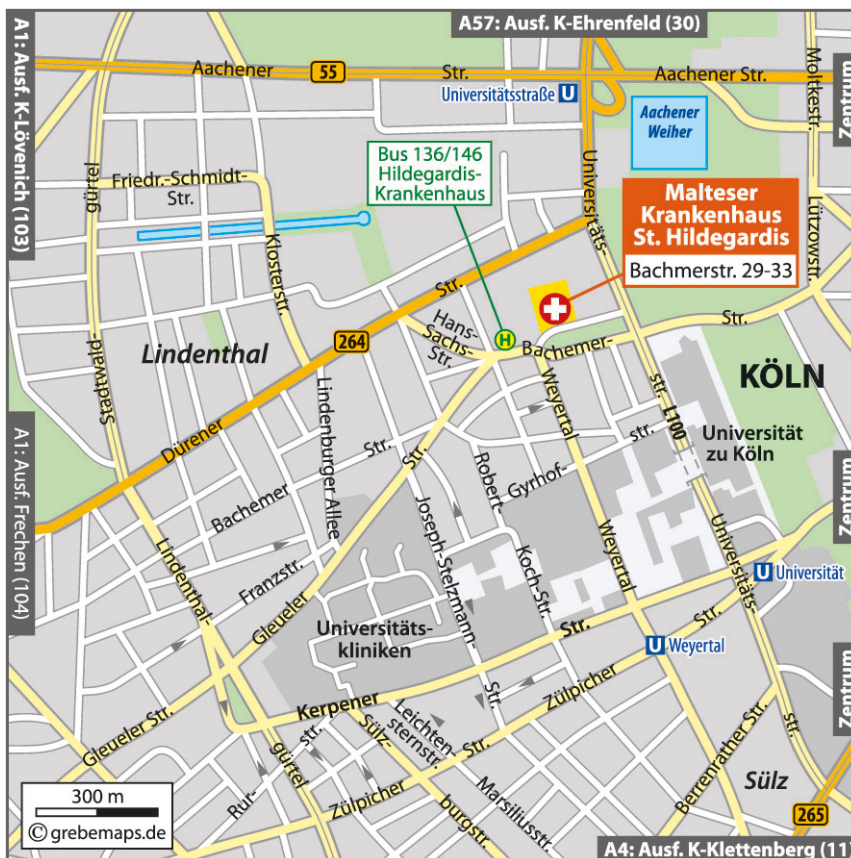 A57: Ausf. K-Ehrenfeld (30)
A1: Ausf. K-Lövenich (103)
Aachener
55
Str.
Aachener Str.
Moltkestr.
Zentrum
Universitätsstraße U
Aachener
Weiher
Bus 136/146
Hildegardis-
Krankenhaus
Universitäts-
Malteser
Krankenhaus
St. Hildegardis
Bachmerstr. 29-33
Friedr.-Schmidt-
Str.
gürtel
Klosterstr.
Lützowstr.
Str.
Hans-
Sachs-
Str.
H
Bachemer-
Str.
264
Lindenthal
Stadtwald-
KÖLN
Weyertal
str. L100
Universität
zu Köln
A1: Ausf. Frechen (104)
Dürener
Lindenburger Allee
Bachemer
Str.
Str.
Robert-
Gyrhof-
str.
Zentrum
Joseph-Stelzmann-
Koch-Str.
Weyertal
Universitäts-
Lindenthal-
Franzstr.
Gleueler
U Universität
Universitäts-
kliniken
Str.
U Weyertal
Zentrum
Kerpener
Str.
Zülpicher
Gleueler Str.
gürtel
Rur-
str.
Sülz-
Leichten-
sternstr.
Str.
Berrenrather Str.
str.
Zülpicher
burgstr.
Marsiliusstr.
Sülz
265
300 m
© grebemaps.de
A4: Ausf. K-Klettenberg (11)